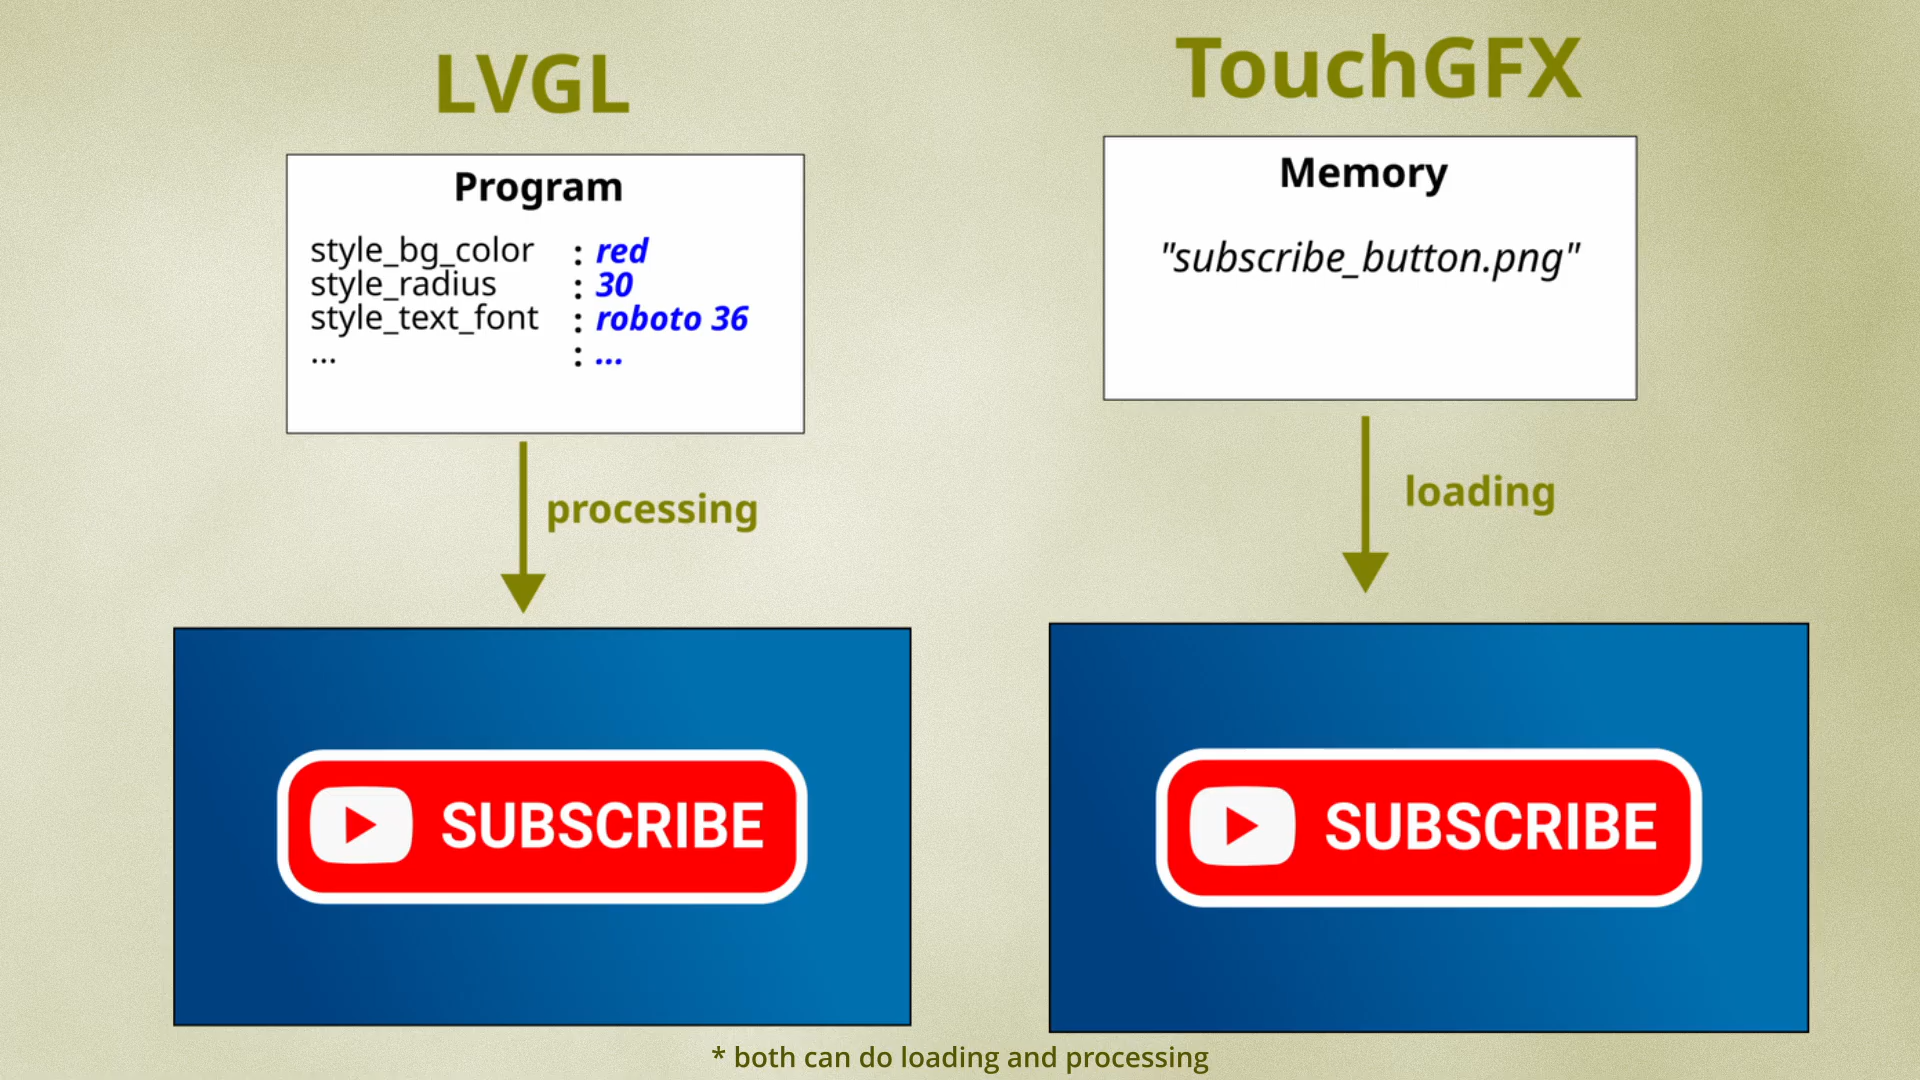 LVGL
Program
style_bg_color : red
style_radius : 30
style_text_font : roboto 36
... : ...
processing
SUBSCRIBE
TouchGFX
Memory
"subscribe_button.png"
loading
SUBSCRIBE
* both can do loading and processing